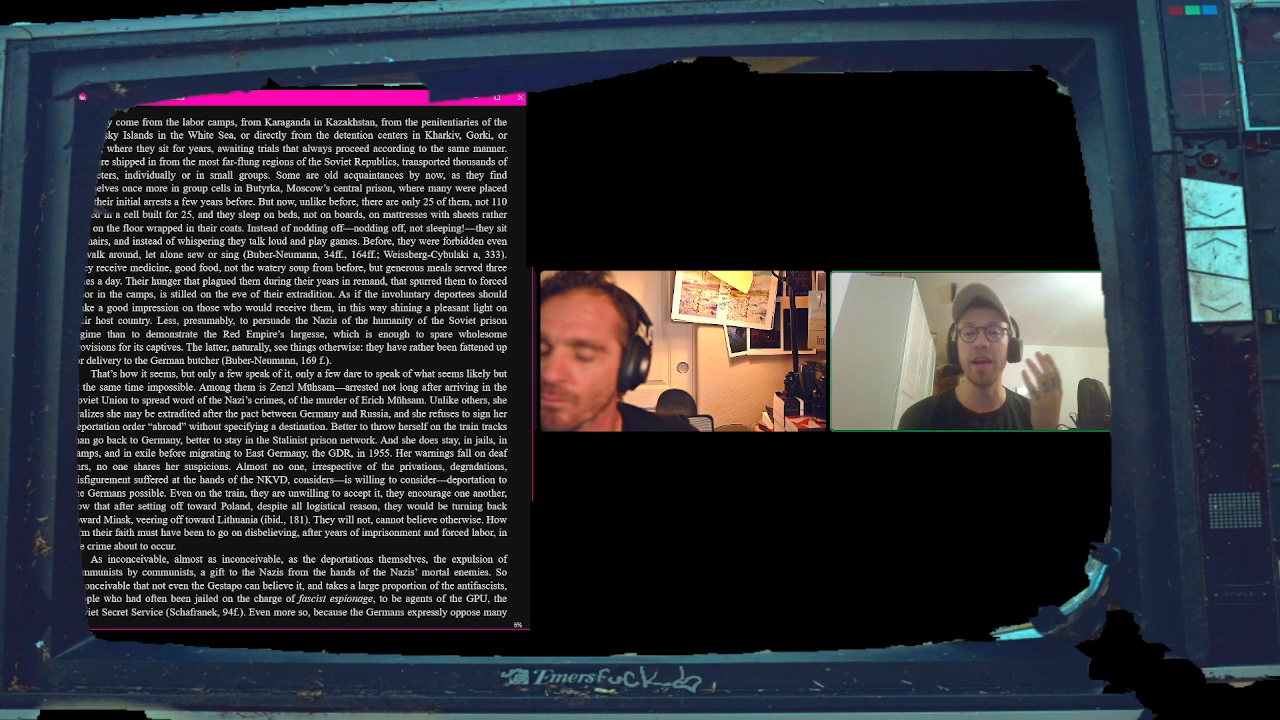 come from the labor camps, from Karaganda in Kazakhstan, from the penitentiaries of the
Islands in the White Sea, or directly from the detention centers in Kharkiv, Gorki, or
where they sit for years, awaiting trials that always proceed according to the same manner.
shipped in from the most far-flung regions of the Soviet Republics, transported thousands of
individually or in small groups. Some are old acquaintances by now, as they find
once more in group cells in Butyrka, Moscow's central prison, where many were placed
their initial arrests a few years before. But now, unlike before, there are only 25 of them, not 110
in a cell built for 25, and they sleep on beds, not on boards, on mattresses with sheets rather
on the floor wrapped in their coats. Instead of nodding off—nodding off, not sleeping!—they sit
and instead of whispering they talk loud and play games. Before, they were forbidden even
walk around, let alone sew or sing (Buber-Neumann, 34ff., 164ff.; Weissberg-Cybulski a, 333).
receive medicine, good food, not the watery soup from before, but generous meals served three
a day. Their hunger that plagued them during their years in remand, that spurred them to forced
in the camps, is stilled on the eve of their extradition. As if the involuntary deportees should
a good impression on those who would receive them, in this way shining a pleasant light on
host country. Less, presumably, to persuade the Nazis of the humanity of the Soviet prison
than to demonstrate the Red Empire's largesse, which is enough to spare wholesome
for its captives. The latter, naturally, see things otherwise: they have rather been fattened up
delivery to the German butcher (Buber-Neumann, 169 f.).
That's how it seems, but only a few speak of it, only a few dare to speak of what seems likely but
the same time impossible. Among them is Zenzl Mühsam—arrested not long after arriving in the
Union to spread word of the Nazi's crimes, of the murder of Erich Mühsam. Unlike others, she
she may be extradited after the pact between Germany and Russia, and she refuses to sign her
order “abroad” without specifying a destination. Better to throw herself on the train tracks
go back to Germany, better to stay in the Stalinist prison network. And she does stay, in jails, in
and in exile before migrating to East Germany, the GDR, in 1955. Her warnings fall on deaf
no one shares her suspicions. Almost no one, irrespective of the privations, degradations,
suffered at the hands of the NKVD, considers—is willing to consider—deportation to
Germans possible. Even on the train, they are unwilling to accept it, they encourage one another,
that after setting off toward Poland, despite all logistical reason, they would be turning back
Minsk, veering off toward Lithuania (ibid., 181). They will not, cannot believe otherwise. How
their faith must have been to go on disbelieving, after years of imprisonment and forced labor, in
crime about to occur.
As inconceivable, almost as inconceivable, as the deportations themselves, the expulsion of
by communists, a gift to the Nazis from the hands of the Nazis' mortal enemies. So
that not even the Gestapo can believe it, and takes a large proportion of the antifascists,
who had often been jailed on the charge of fascist espionage, to be agents of the GPU, the
Secret Service (Schafranek, 94f.). Even more so, because the Germans expressly oppose many
6%
POWER
Emersfuck